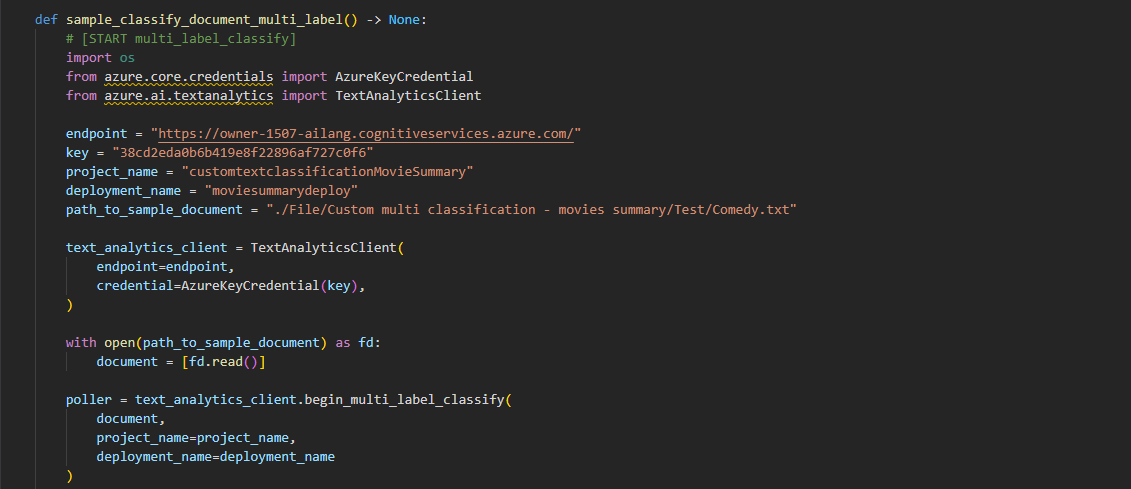 def sample_classify_document_multi_label() -> None:
# [START multi_label_classify]
import os
from azure.core.credentials import AzureKeyCredential
from azure.ai.textanalytics import TextAnalyticsClient
endpoint = "https://owner-1507-ailang.cognitiveservices.azure.com/"
key = "38cd2eda0b6b419e8f22896af727c0f6"
project_name = "customtextclassificationMovieSummary"
deployment_name = "moviesummarydeploy"
path_to_sample_document = "./File/Custom multi classification - movies summary/Test/Comedy.txt"
text_analytics_client = TextAnalyticsClient(
endpoint=endpoint,
credential=AzureKeyCredential(key),
)
with open(path_to_sample_document) as fd:
document = [fd.read()]
poller = text_analytics_client.begin_multi_label_classify(
document,
project_name=project_name,
deployment_name=deployment_name
)